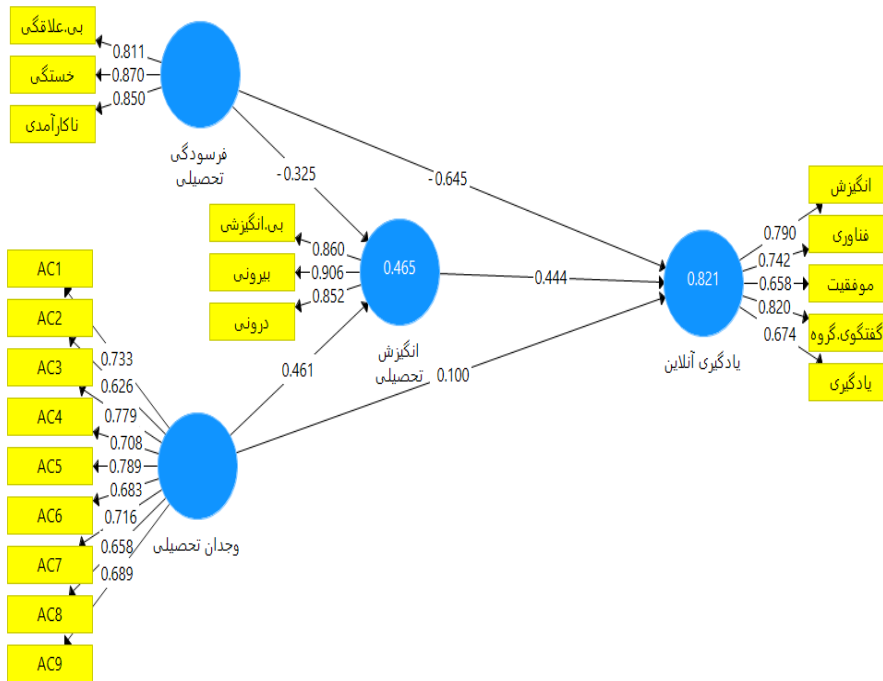 بی.علاقگی
خستگی
ناکارآمدی
0.811
0.870
0.850
فرسودگی
تحصیلی
-0.325
-0.645
بی.انگیزشی
بیرونی
درونی
0.860
0.906
0.852
0.465
انگیزش
تحصیلی
0.444
0.461
0.100
AC1
AC2
AC3
AC4
AC5
AC6
AC7
AC8
AC9
0.733
0.626
0.779
0.708
0.789
0.683
0.716
0.658
0.689
وجدان تحصیلی
0.821
یادگیری آنلاین
0.790
0.742
0.658
0.820
0.674
انگیزش
فناوری
موفقیت
گفتگوی.گروه
یادگیری